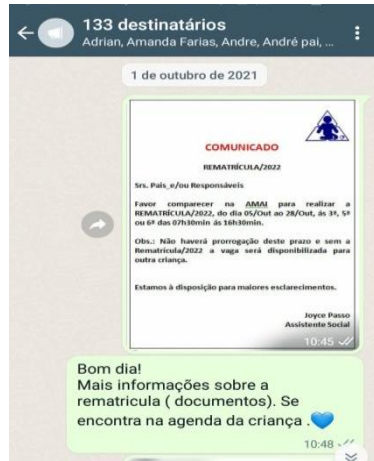 133 destinatários
Adrian, Amanda Farias, Andre, André pai, ...
1 de outubro de 2021
COMUNICADO
REMATRÍCULA/2022
Srs. Pais_e/ou Responsáveis
Favor comparecer na AMAI para realizar a
REMATRÍCULA/2022, do dia 05/Out ao 28/Out, ás 3ª, 5ª
ou 6ª das 07h30min ás 16h30min.
Obs.: Não haverá prorrogação deste prazo e sem a
Rematrícula/2022 a vaga será disponibilizada para
outra criança.
Estamos à disposição para maiores esclarecimentos.
Joyce Passo
Assistente Social
10:45
Bom dia!
Mais informações sobre a
rematricula ( documentos). Se
encontra na agenda da criança .💙
10:48